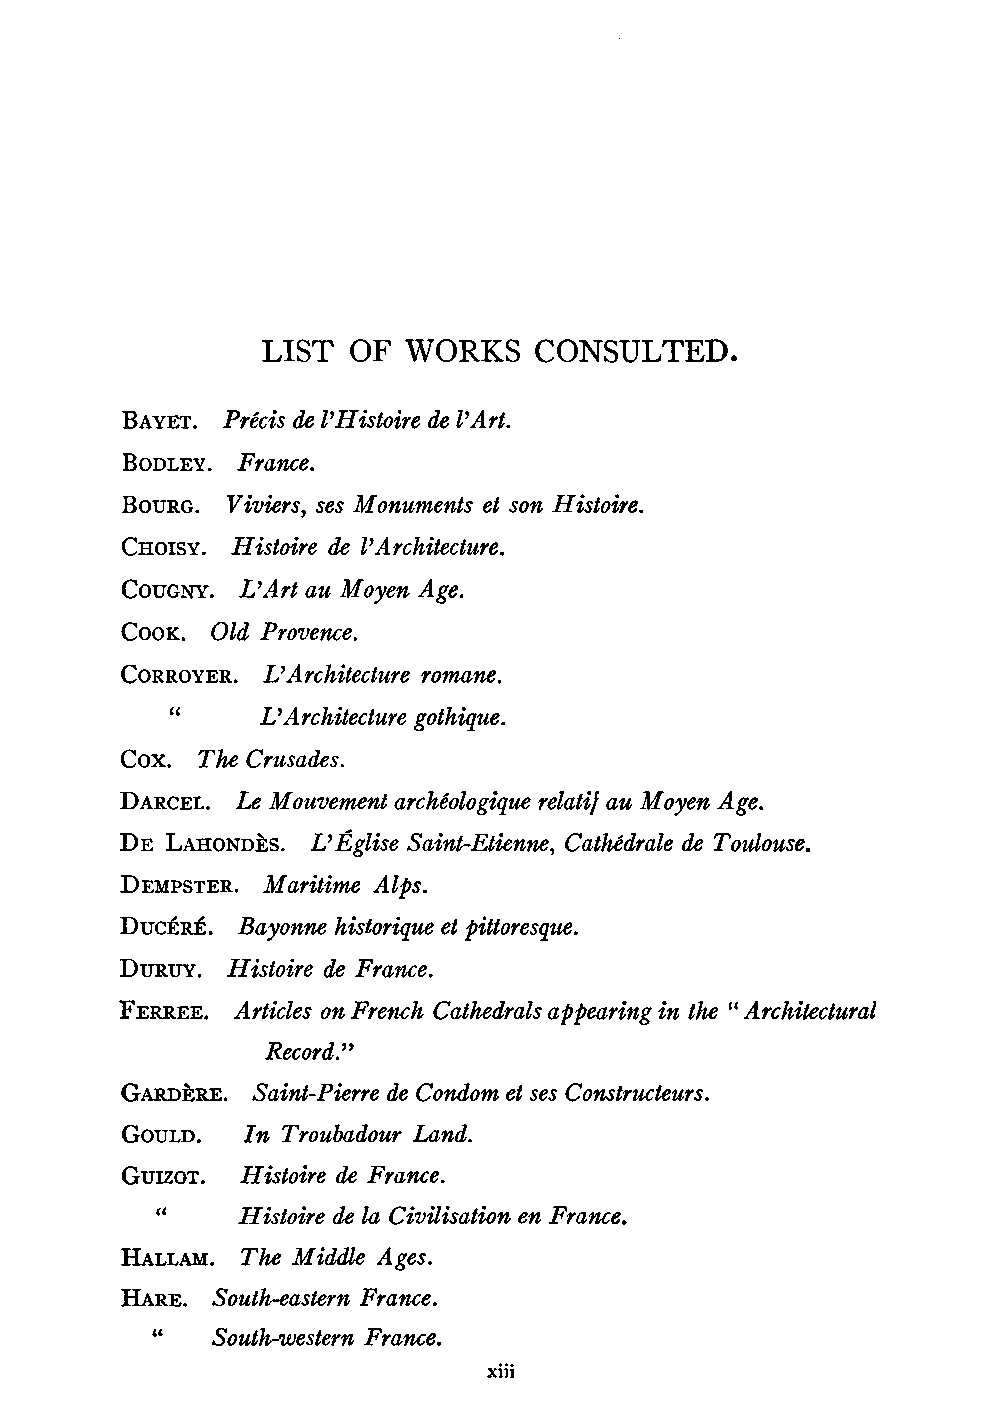 LIST OF WORKS CONSULTED.
BAYET. Précis de l'Histoire de l'Art.
BODLEY. France.
BOURG. Viviers, ses Monuments et son Histoire.
CHOISY. Histoire de l'Architecture.
COUGNY. L'Art au Moyen Age.
COOK. Old Provence.
CORROYER. L'Architecture romane.
“ L'Architecture gothique.
COX. The Crusades.
DARCEL. Le Mouvement archéologique relatif au Moyen Age.
DE LAHONDÈS. L'Église Saint-Etienne, Cathédrale de Toulouse.
DEMPSTER. Maritime Alps.
DUCÉRÉ. Bayonne historique et pittoresque.
DURUY. Histoire de France.
FERREE. Articles on French Cathedrals appearing in the “Architectural
Record.”
GARDÈRE. Saint-Pierre de Condom et ses Constructeurs.
GOULD. In Troubadour Land.
GUIZOT. Histoire de France.
“ Histoire de la Civilisation en France.
HALLAM. The Middle Ages.
HARE. South-eastern France.
“ South-western France.
xiii